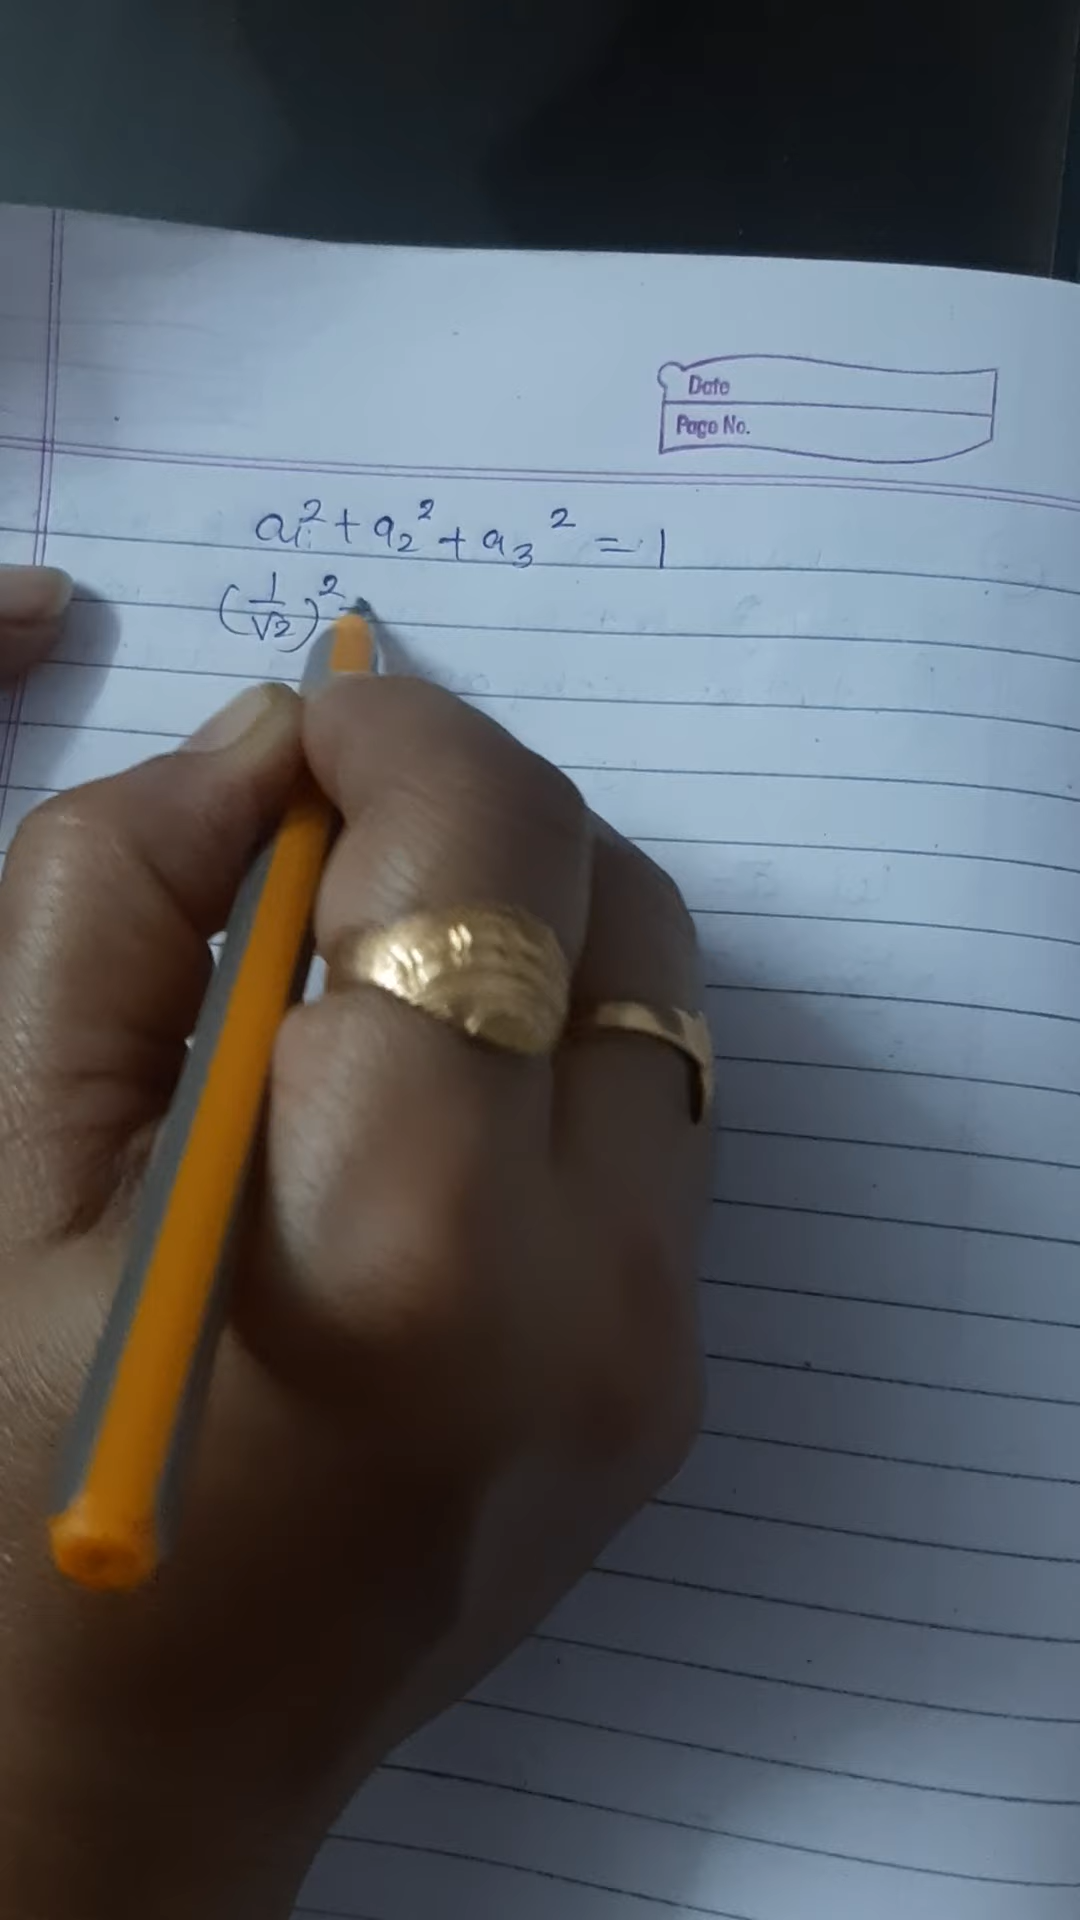 Date
Page No.
a₁² + a₂² + a₃² = 1
(1/√2)²